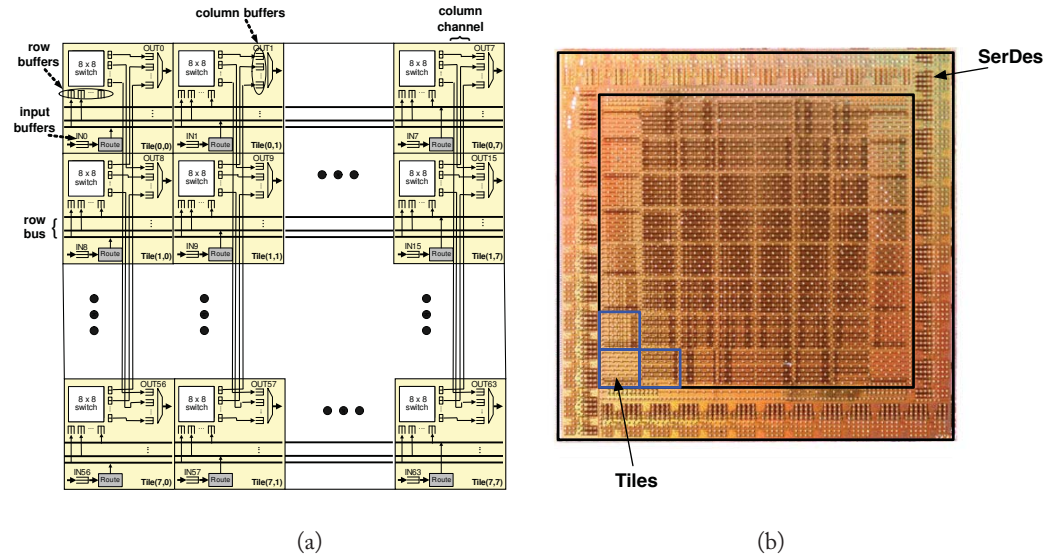 column buffers
column
channel
row
buffers
OUT0
OUT1
OUT7
8 x 8
switch
8 x 8
switch
8 x 8
switch
input
buffers
IN0
Route
Tile(0,0)
IN1
Route
Tile(0,1)
IN7
Route
Tile(0,7)
OUT8
OUT9
OUT15
8 x 8
switch
8 x 8
switch
8 x 8
switch
row
bus
IN8
Route
Tile(1,0)
IN9
Route
Tile(1,1)
IN15
Route
Tile(1,7)
OUT56
OUT57
OUT63
8 x 8
switch
8 x 8
switch
8 x 8
switch
IN56
Route
Tile(7,0)
IN57
Route
Tile(7,1)
IN63
Route
Tile(7,7)
(a)
SerDes
Tiles
(b)